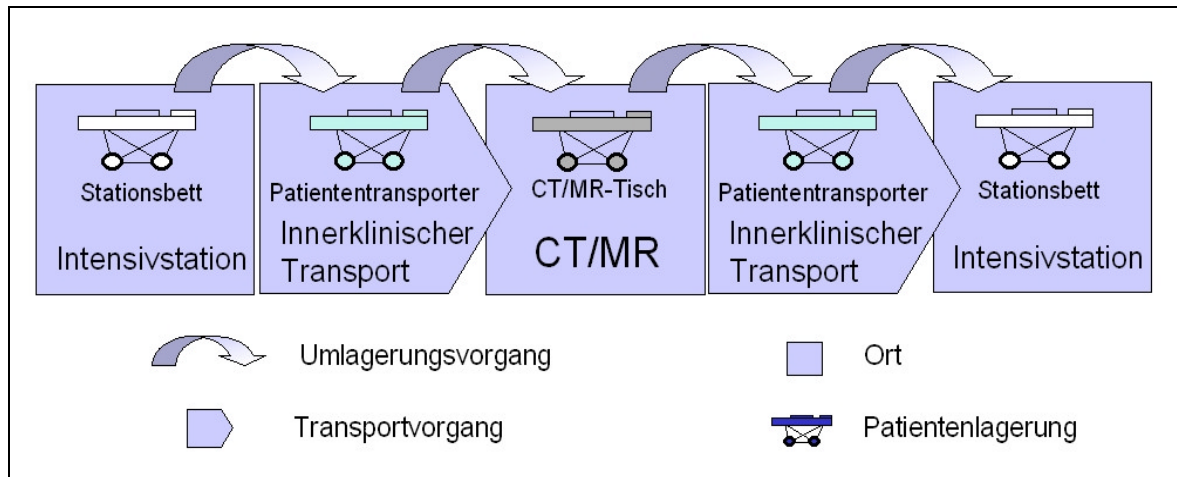 Stationsbett
Intensivstation
Patiententransporter
Innerklinischer
Transport
CT/MR-Tisch
CT/MR
Patiententransporter
Innerklinischer
Transport
Stationsbett
Intensivstation
Umlagerungsvorgang
Ort
Transportvorgang
Patientenlagerung